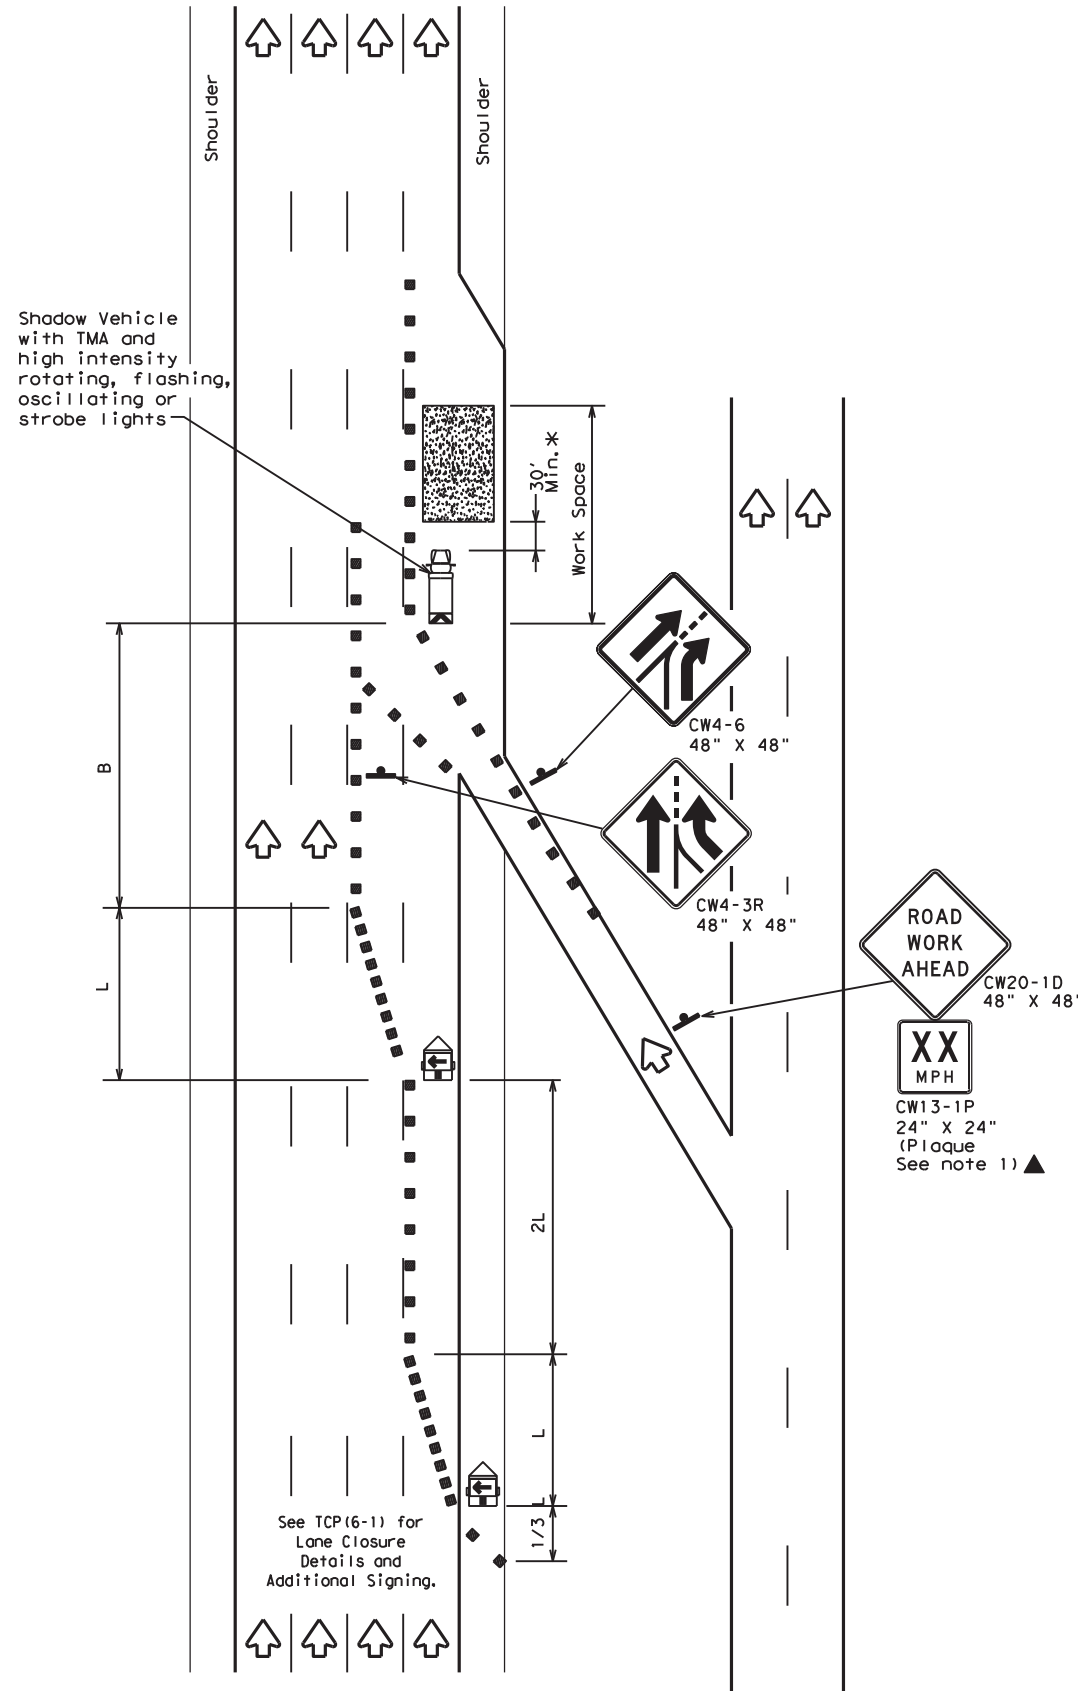 Shoulder
Shoulder
Shadow Vehicle
with TMA and
high intensity
rotating, flashing,
oscillating or
strobe lights
30'
Min.*
Work Space
CW4-6
48" X 48"
B
CW4-3R
48" X 48"
ROAD
WORK
AHEAD
CW20-1D
48" X 48"
L
XX
MPH
CW13-1P
24" X 24"
(Plaque
See note 1)▲
2L
L
1/3 L
See TCP(6-1) for
Lane Closure
Details and
Additional Signing.